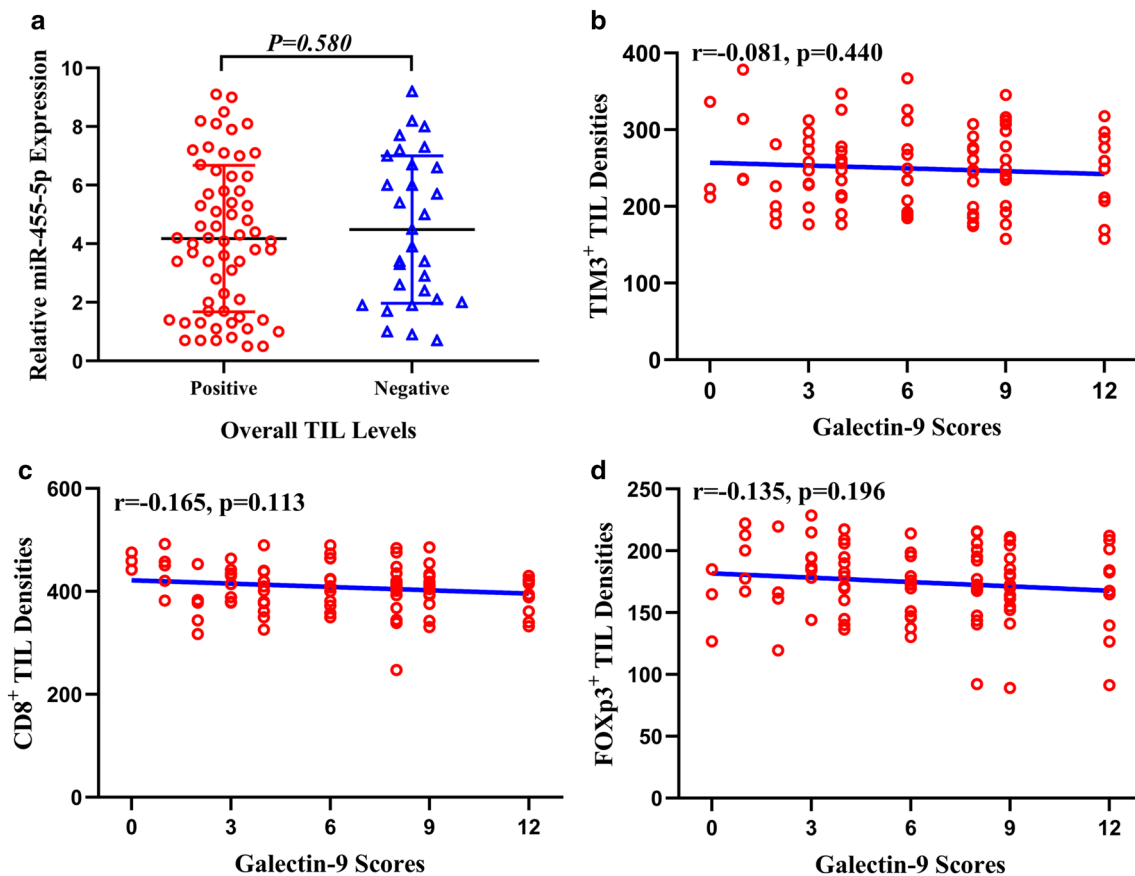 a
P=0.580
Relative miR-455-5p Expression
10
8
6
4
2
0
Positive Negative
Overall TIL Levels
b
r=-0.081, p=0.440
TIM3⁺ TIL Densities
400
300
200
100
0
0 3 6 9 12
Galectin-9 Scores
c
r=-0.165, p=0.113
CD8⁺ TIL Densities
600
400
200
0
0 3 6 9 12
Galectin-9 Scores
d
r=-0.135, p=0.196
FOXp3⁺ TIL Densities
250
200
150
100
50
0
0 3 6 9 12
Galectin-9 Scores